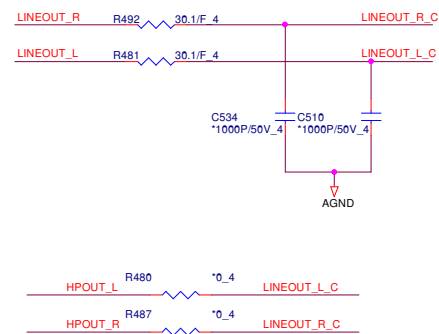 LINEOUT_R R492 30.1/F_4 LINEOUT_R_C
LINEOUT_L R481 30.1/F_4 LINEOUT_L_C
C534 C510
*1000P/50V_4 *1000P/50V_4
AGND
R480 *0_4
HPOUT_L LINEOUT_L_C
R487 *0_4
HPOUT_R LINEOUT_R_C